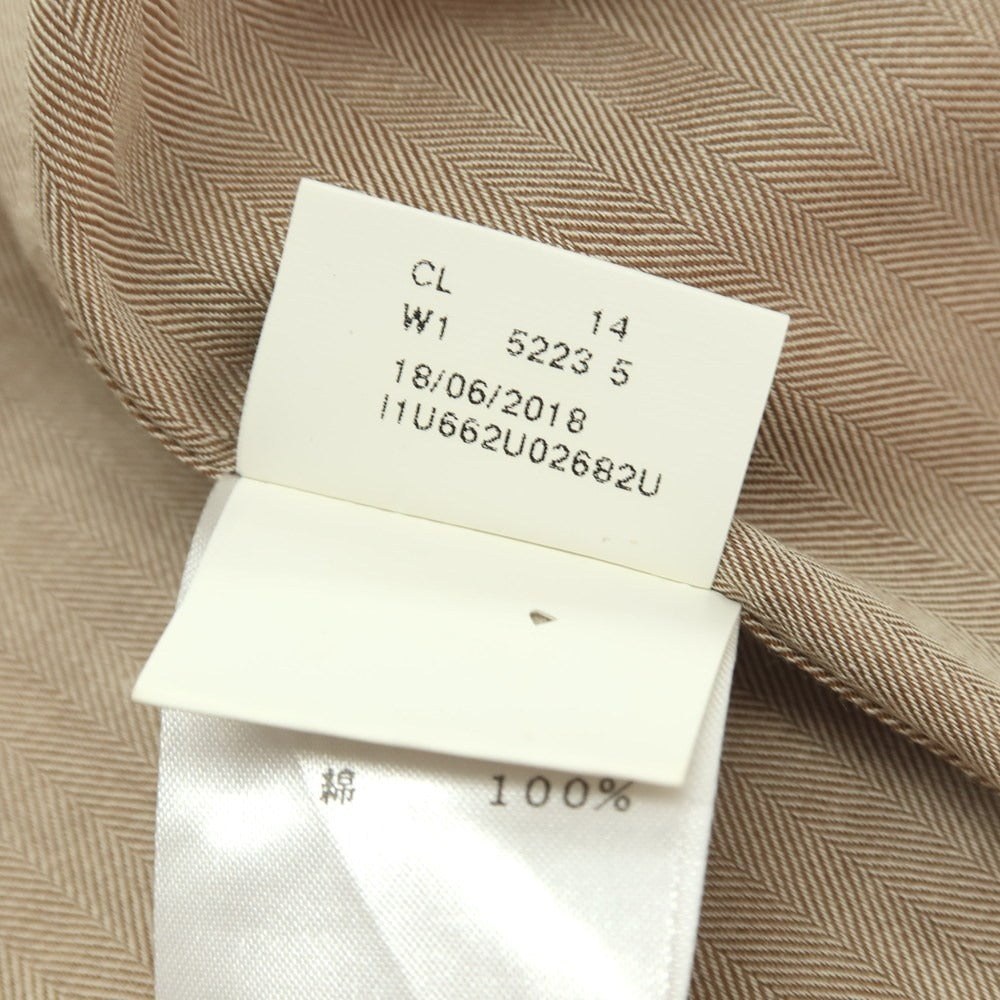 CL 14
W1 5223 5
18/06/2018
I1U662U02682U
綿 100%